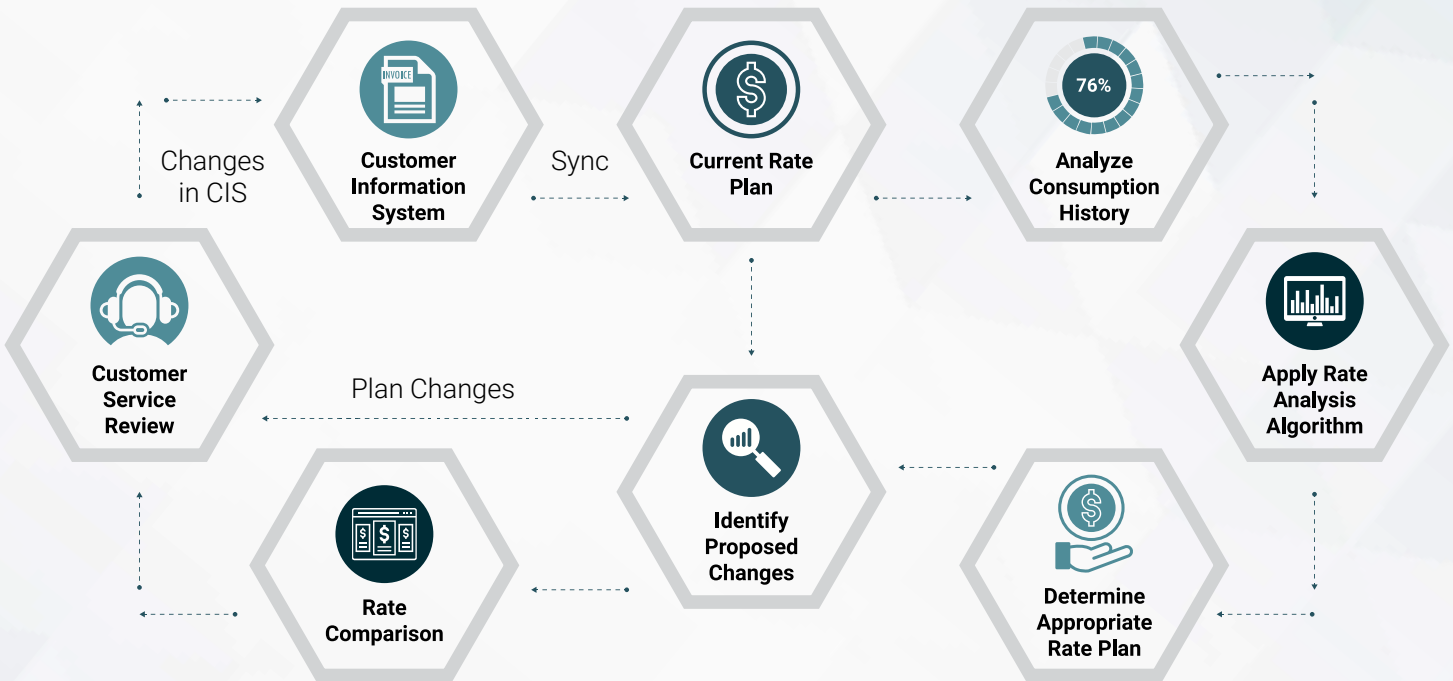 INVOICE
Customer
Information
System
Sync
$
Current Rate
Plan
76%
Analyze
Consumption
History
Changes
in CIS
Customer
Service
Review
Plan Changes
Apply Rate
Analysis
Algorithm
Identify
Proposed
Changes
$ $ $
Rate
Comparison
$
Determine
Appropriate
Rate Plan